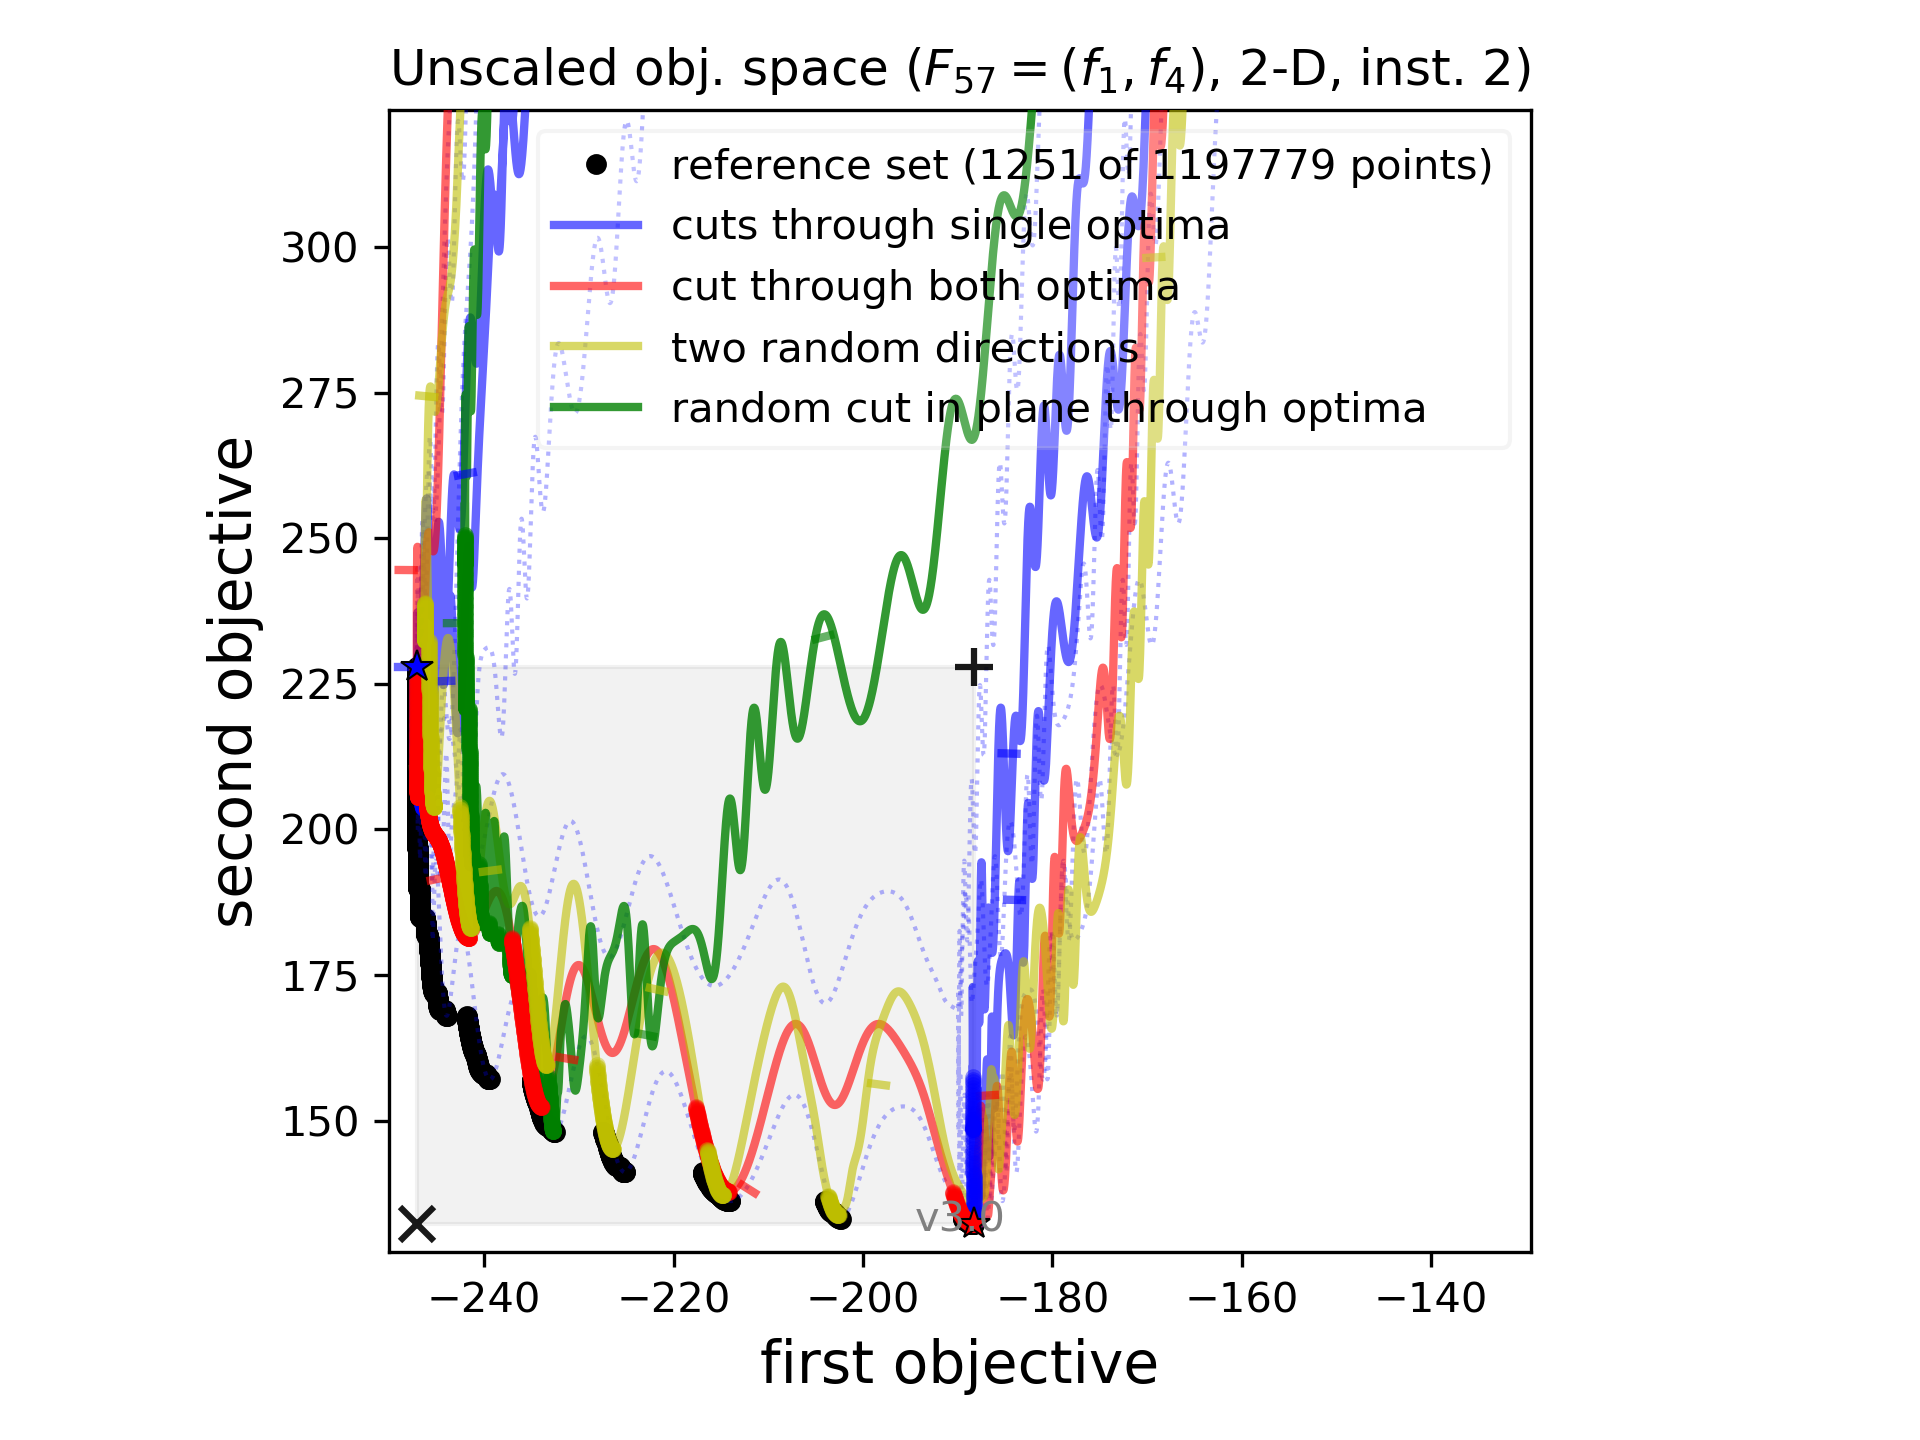 Unscaled obj. space (F₅₇ = (f₁, f₄), 2-D, inst. 2)
reference set (1251 of 1197779 points)
cuts through single optima
cut through both optima
two random directions
random cut in plane through optima
second objective
300
275
250
225
200
175
150
v3.0
−240 −220 −200 −180 −160 −140
first objective